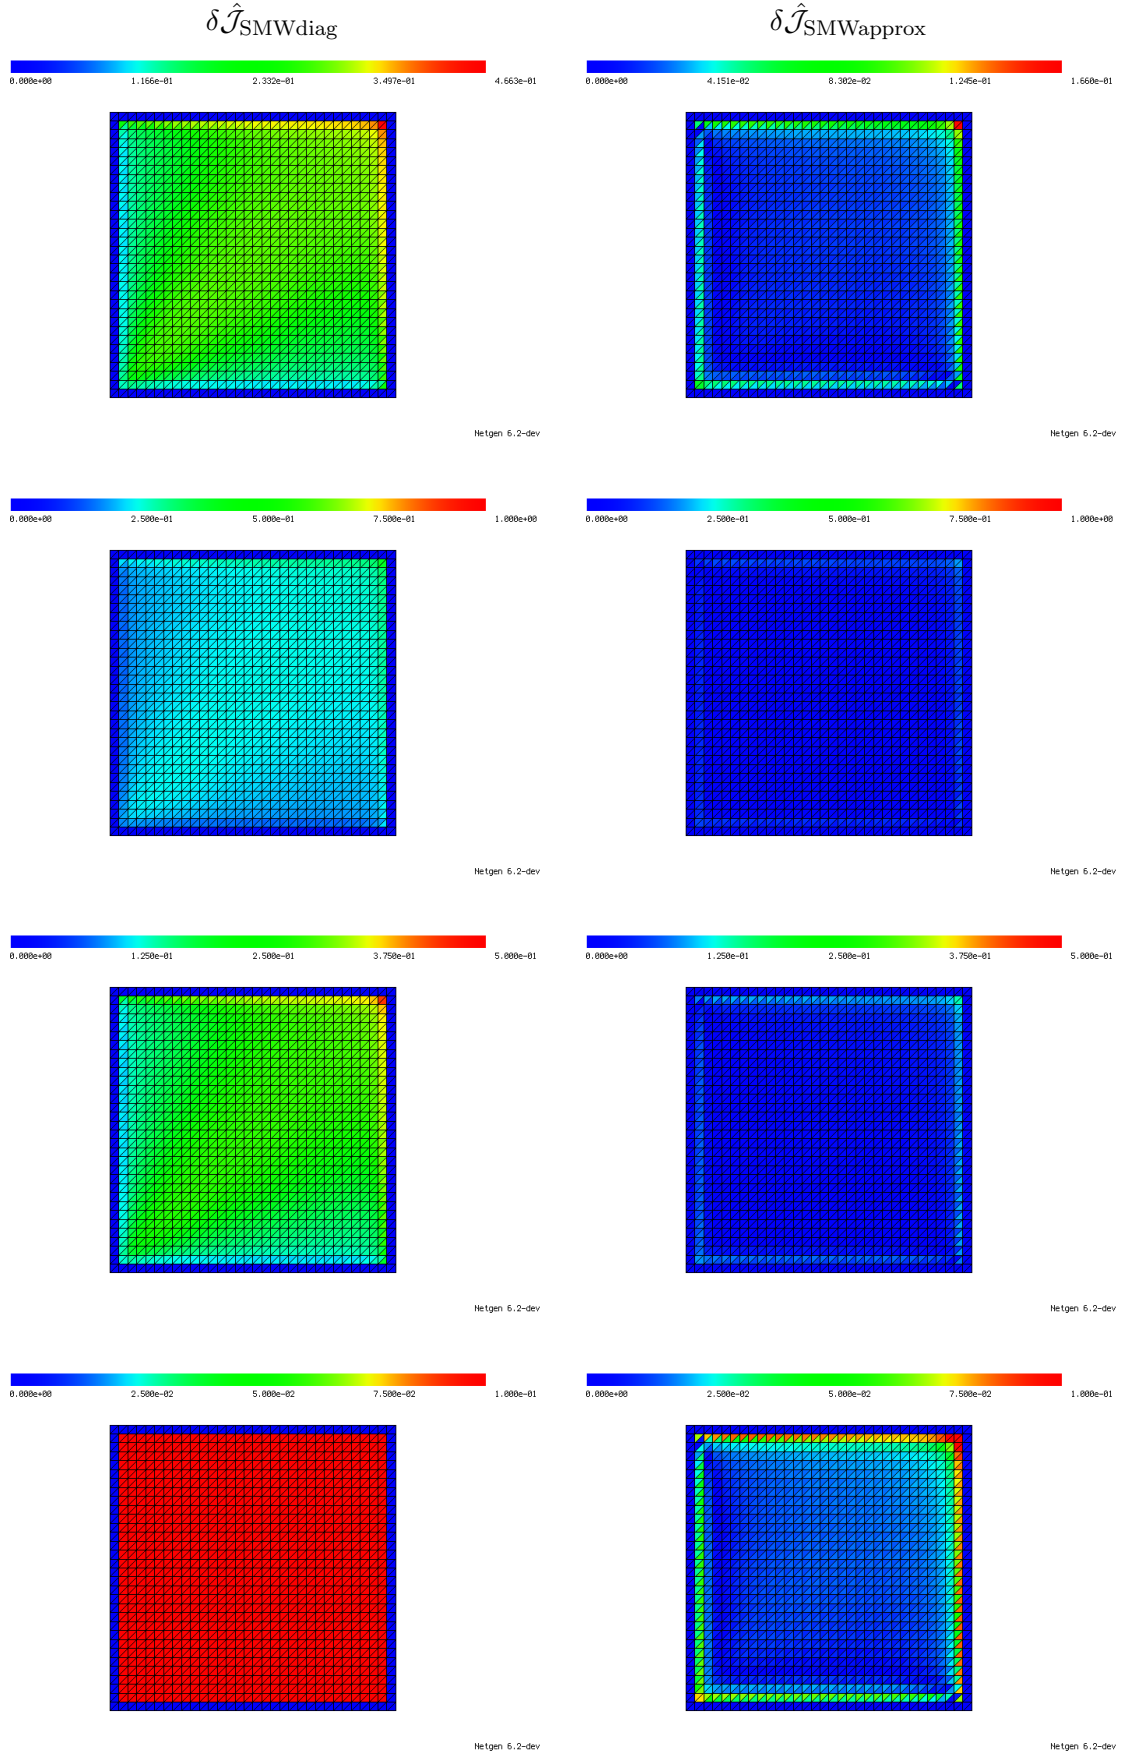 δĴ_SMWdiag δĴ_SMWapprox
0.000e+00 1.166e-01 2.332e-01 3.497e-01 4.663e-01 0.000e+00 4.151e-02 8.302e-02 1.245e-01 1.660e-01
Netgen 6.2-dev Netgen 6.2-dev
0.000e+00 2.500e-01 5.000e-01 7.500e-01 1.000e+00 0.000e+00 2.500e-01 5.000e-01 7.500e-01 1.000e+00
Netgen 6.2-dev Netgen 6.2-dev
0.000e+00 1.250e-01 2.500e-01 3.750e-01 5.000e-01 0.000e+00 1.250e-01 2.500e-01 3.750e-01 5.000e-01
Netgen 6.2-dev Netgen 6.2-dev
0.000e+00 2.500e-02 5.000e-02 7.500e-02 1.000e-01 0.000e+00 2.500e-02 5.000e-02 7.500e-02 1.000e-01
Netgen 6.2-dev Netgen 6.2-dev